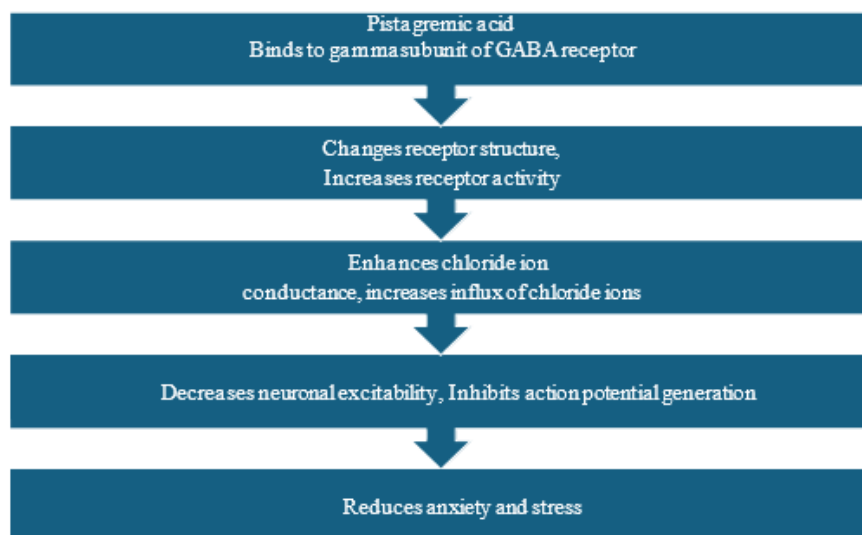 Pistagremic acid
Binds to gamma subunit of GABA receptor
Changes receptor structure,
Increases receptor activity
Enhances chloride ion
conductance, increases influx of chloride ions
Decreases neuronal excitability, Inhibits action potential generation
Reduces anxiety and stress